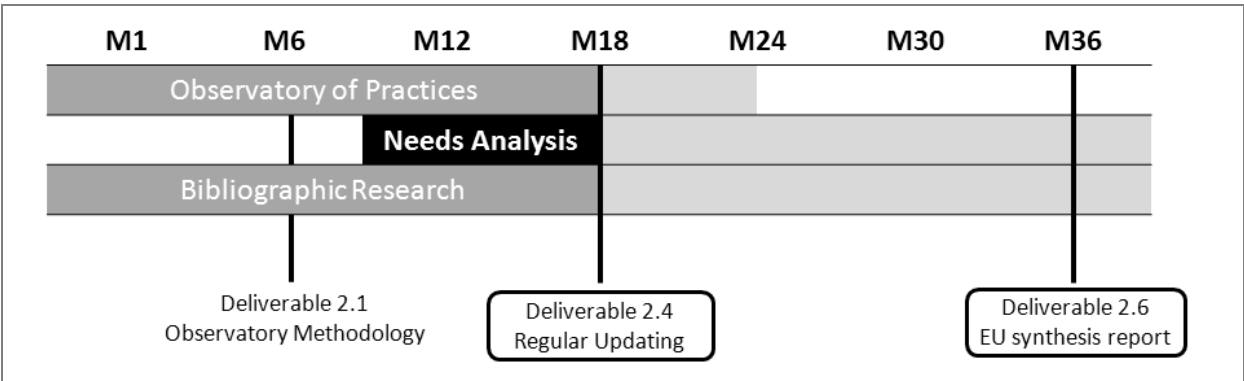 M1 M6 M12 M18 M24 M30 M36
Observatory of Practices
Needs Analysis
Bibliographic Research
Deliverable 2.1
Observatory Methodology
Deliverable 2.4
Regular Updating
Deliverable 2.6
EU synthesis report